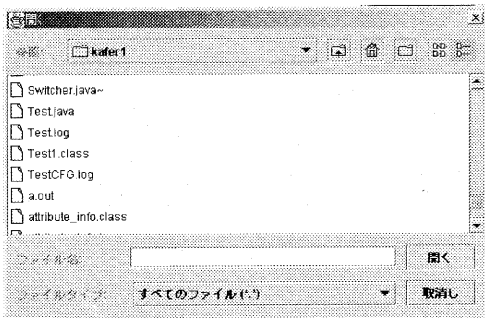 kafer1
Switcher.java~
Test.java
Test.log
Test1.class
TestCFG.log
a.out
attribute_info.class
ファイル名:
開く
ファイルタイプ:
すべてのファイル (*.*)
取消し